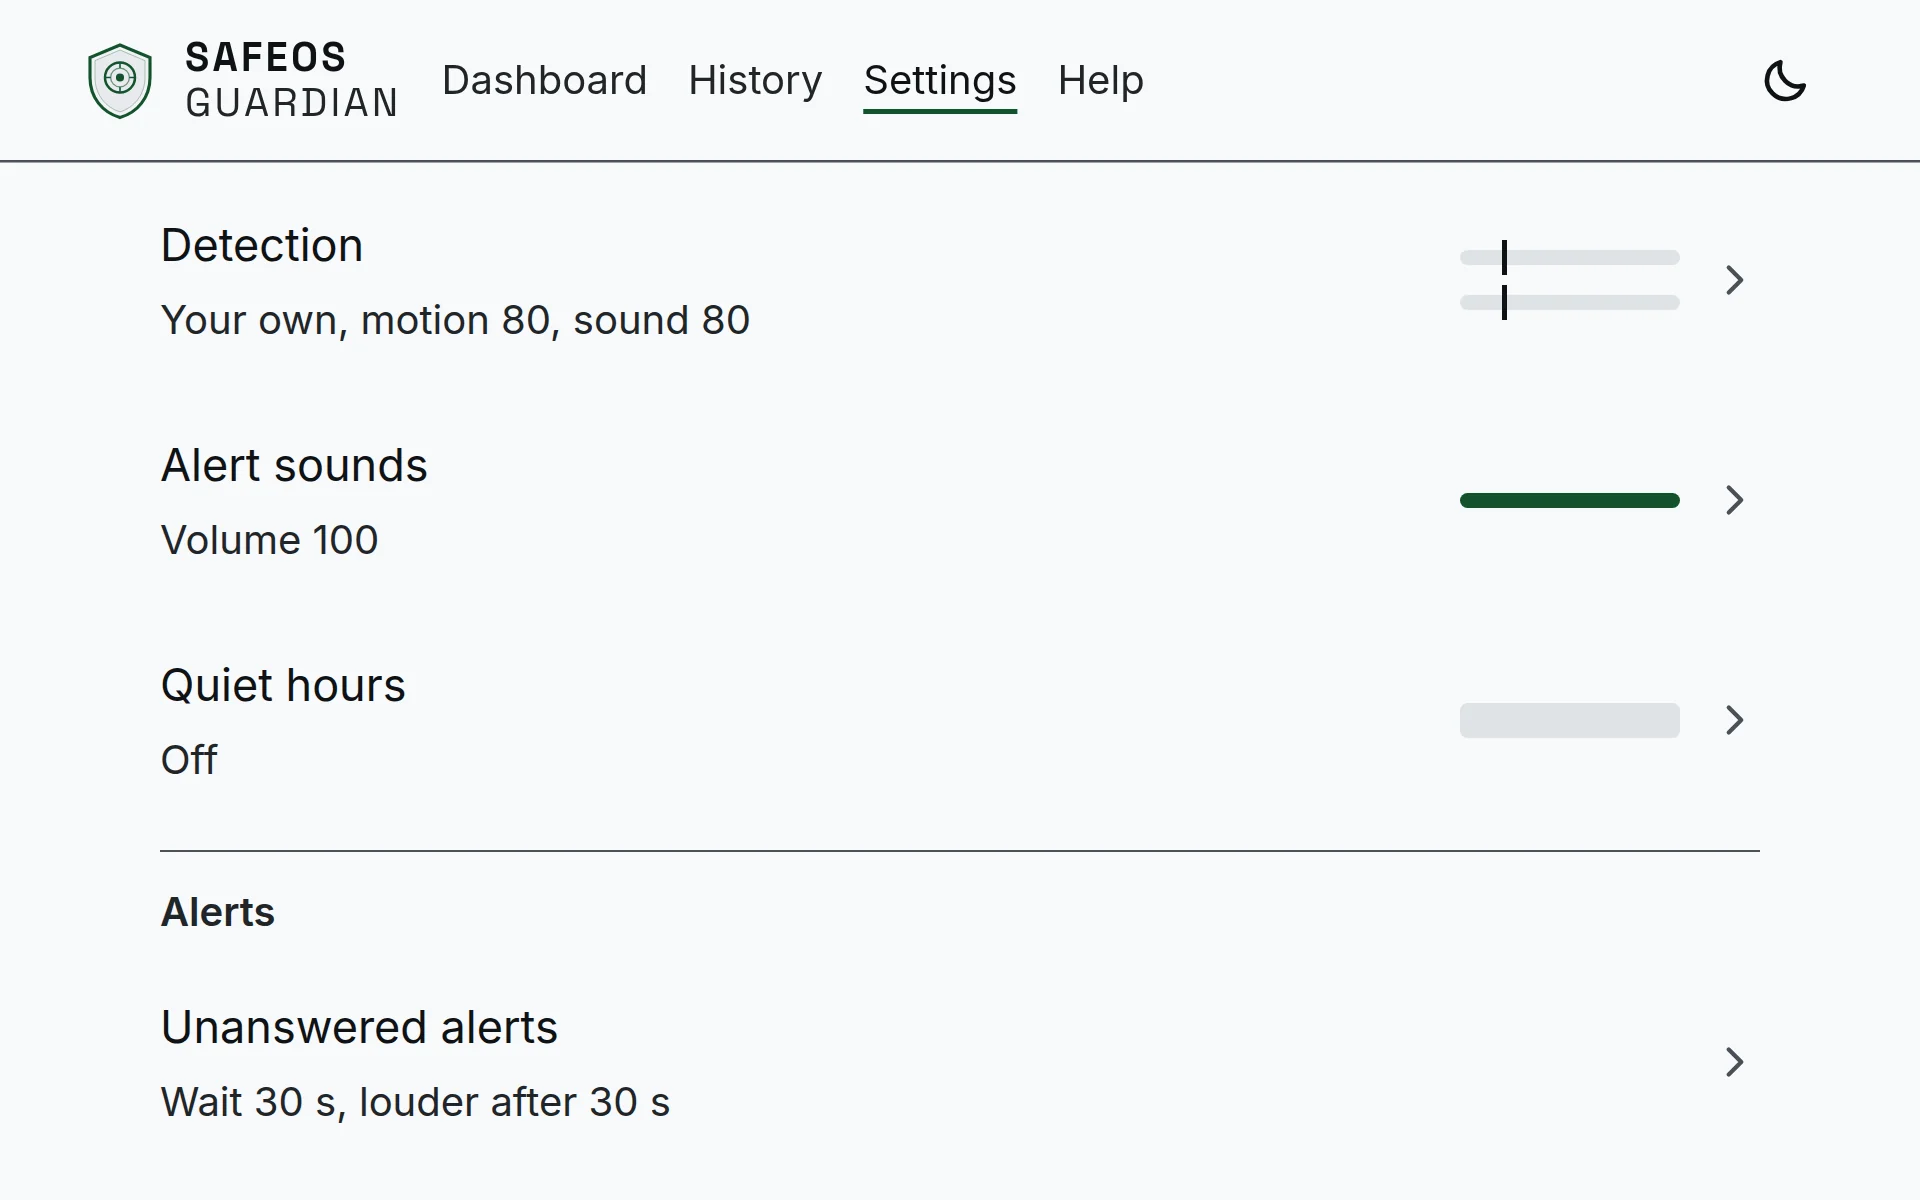 SAFEOS
GUARDIAN
Dashboard
History
Settings
Help
Detection
Your own, motion 80, sound 80
Alert sounds
Volume 100
Quiet hours
Off
Alerts
Unanswered alerts
Wait 30 s, louder after 30 s